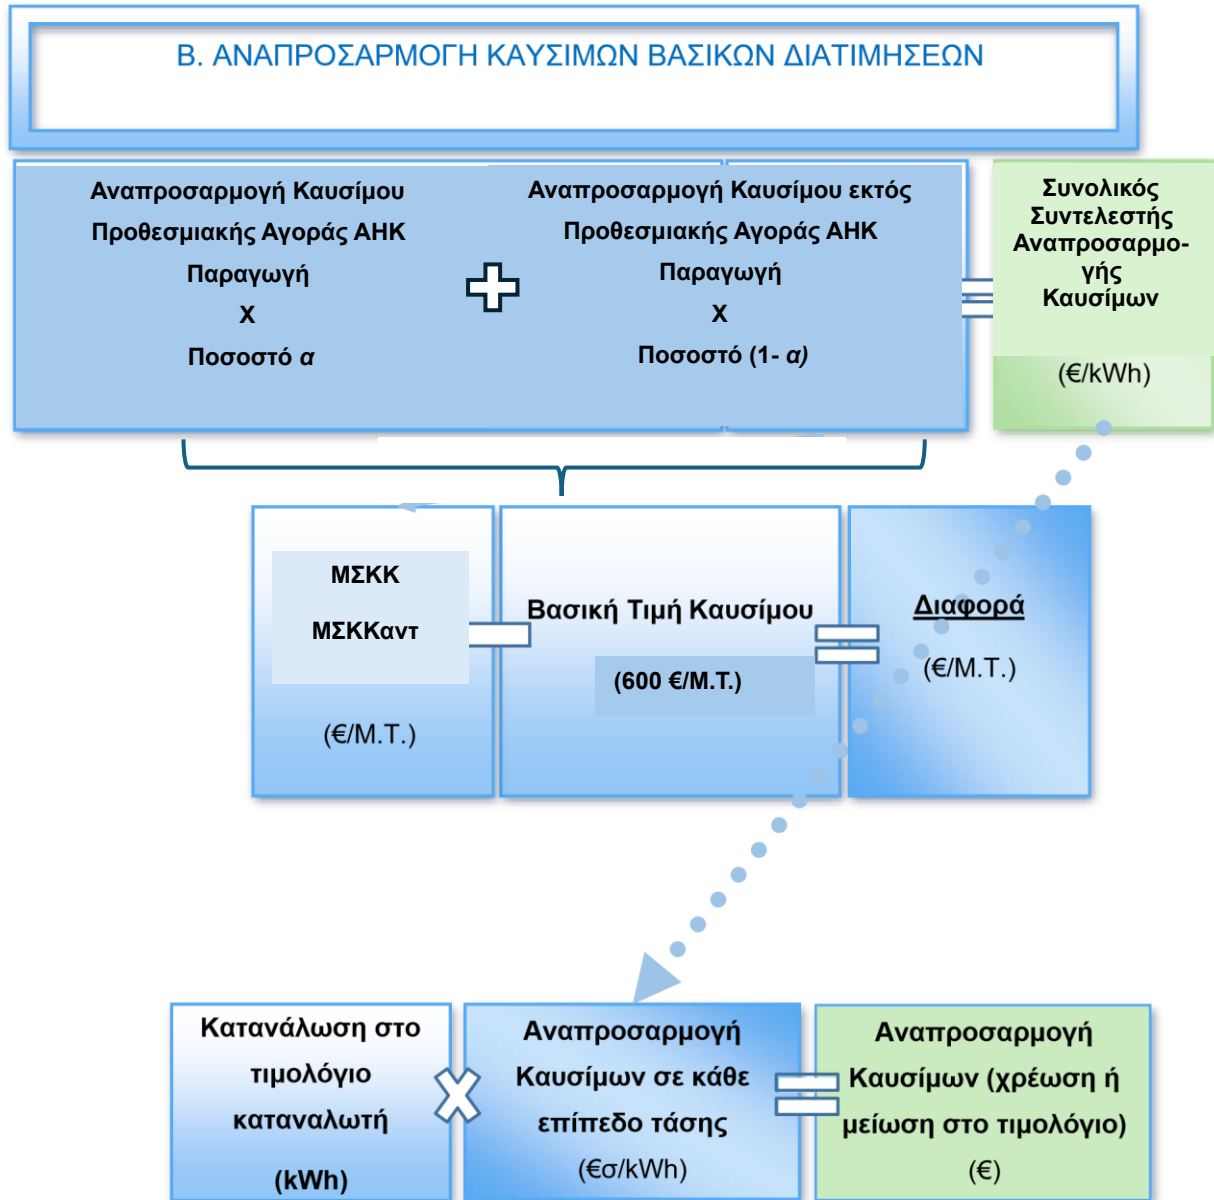 Β. ΑΝΑΠΡΟΣΑΡΜΟΓΗ ΚΑΥΣΙΜΩΝ ΒΑΣΙΚΩΝ ΔΙΑΤΙΜΗΣΕΩΝ
Αναπροσαρμογή Καυσίμου
Προθεσμιακής Αγοράς ΑΗΚ
Παραγωγή
Χ
Ποσοστό α
Αναπροσαρμογή Καυσίμου εκτός
Προθεσμιακής Αγοράς ΑΗΚ
Παραγωγή
Χ
Ποσοστό (1- α)
Συνολικός
Συντελεστής
Αναπροσαρμο-
γής
Καυσίμων
(€/kWh)
ΜΣΚΚ
ΜΣΚΚαντ
(€/Μ.Τ.)
Βασική Τιμή Καυσίμου
(600 €/Μ.Τ.)
Διαφορά
(€/Μ.Τ.)
Κατανάλωση στο
τιμολόγιο
καταναλωτή
(kWh)
Αναπροσαρμογή
Καυσίμων σε κάθε
επίπεδο τάσης
(€σ/kWh)
Αναπροσαρμογή
Καυσίμων (χρέωση ή
μείωση στο τιμολόγιο)
(€)